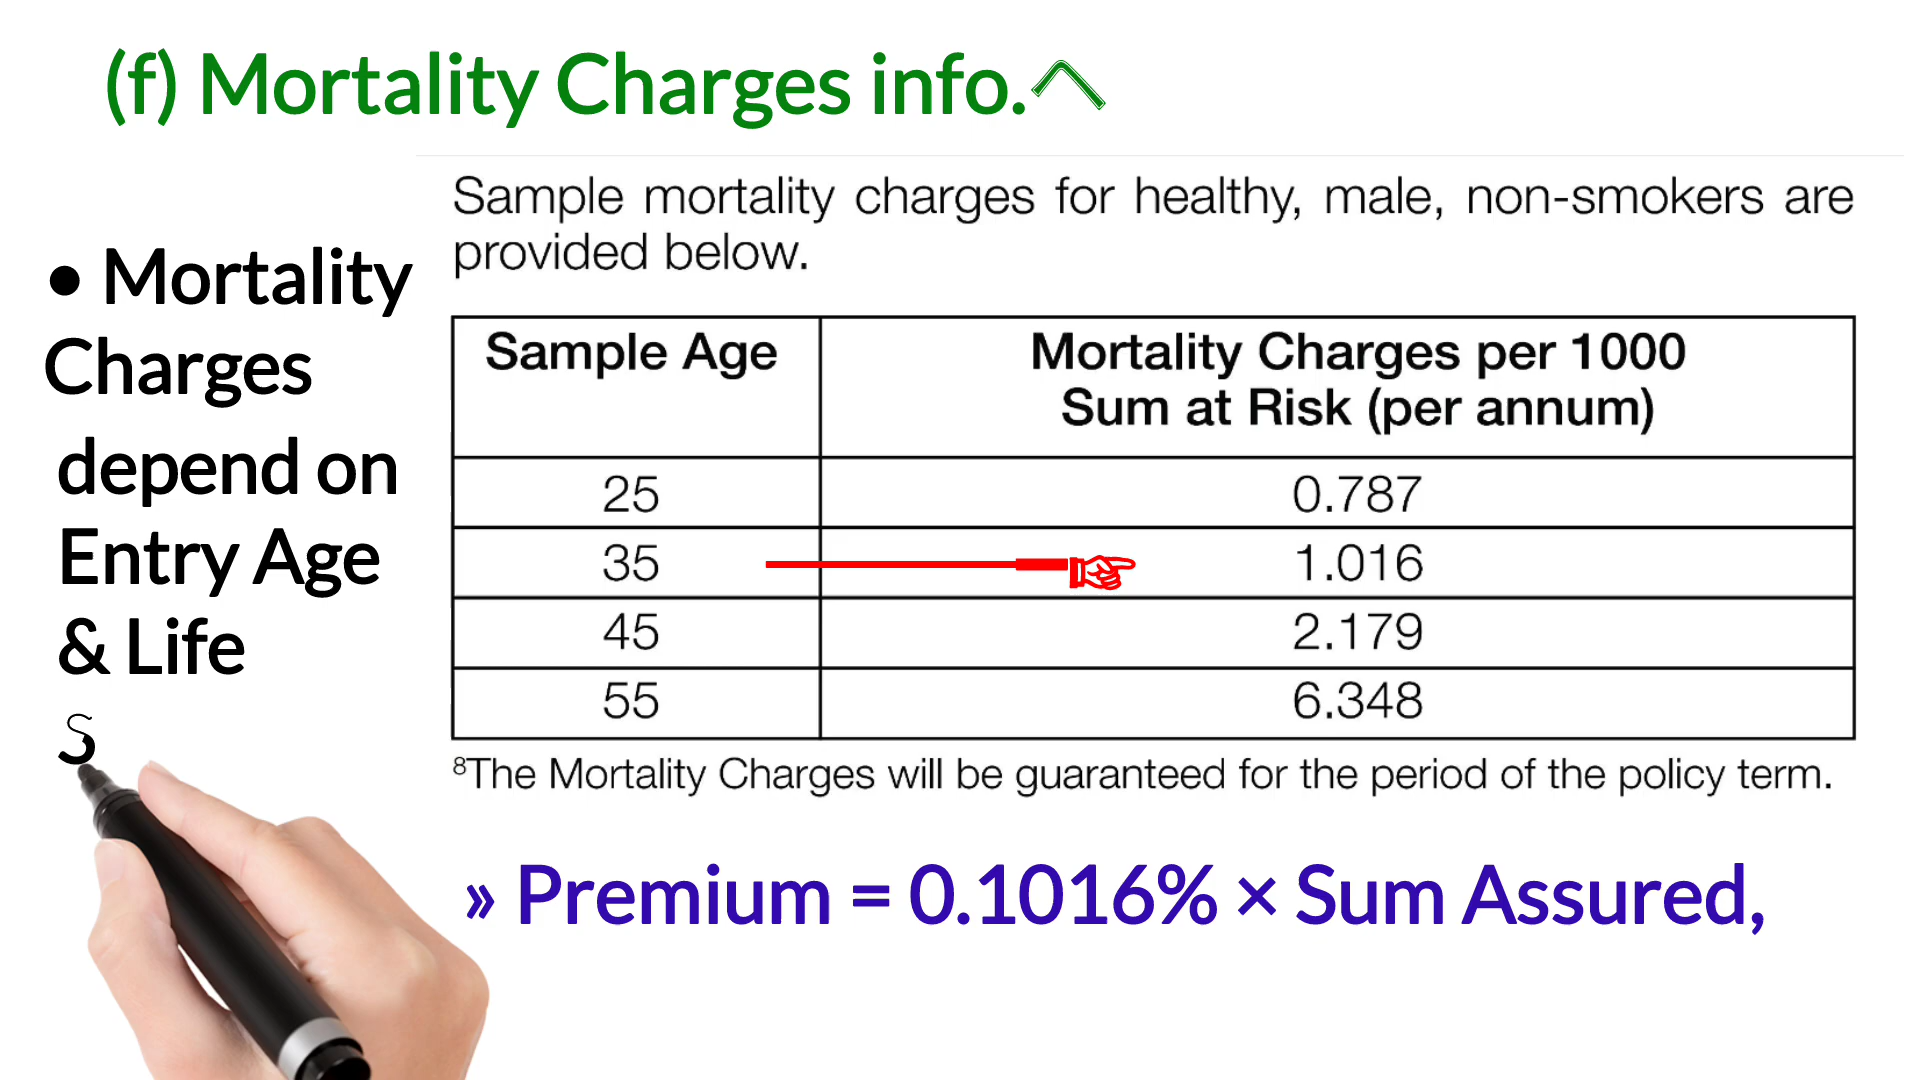 (f) Mortality Charges info.
Sample mortality charges for healthy, male, non-smokers are
provided below.
• Mortality
Charges
depend on
Entry Age
& Life
S
Sample Age
Mortality Charges per 1000
Sum at Risk (per annum)
25 0.787
35 1.016
45 2.179
55 6.348
⁸The Mortality Charges will be guaranteed for the period of the policy term.
» Premium = 0.1016% × Sum Assured,